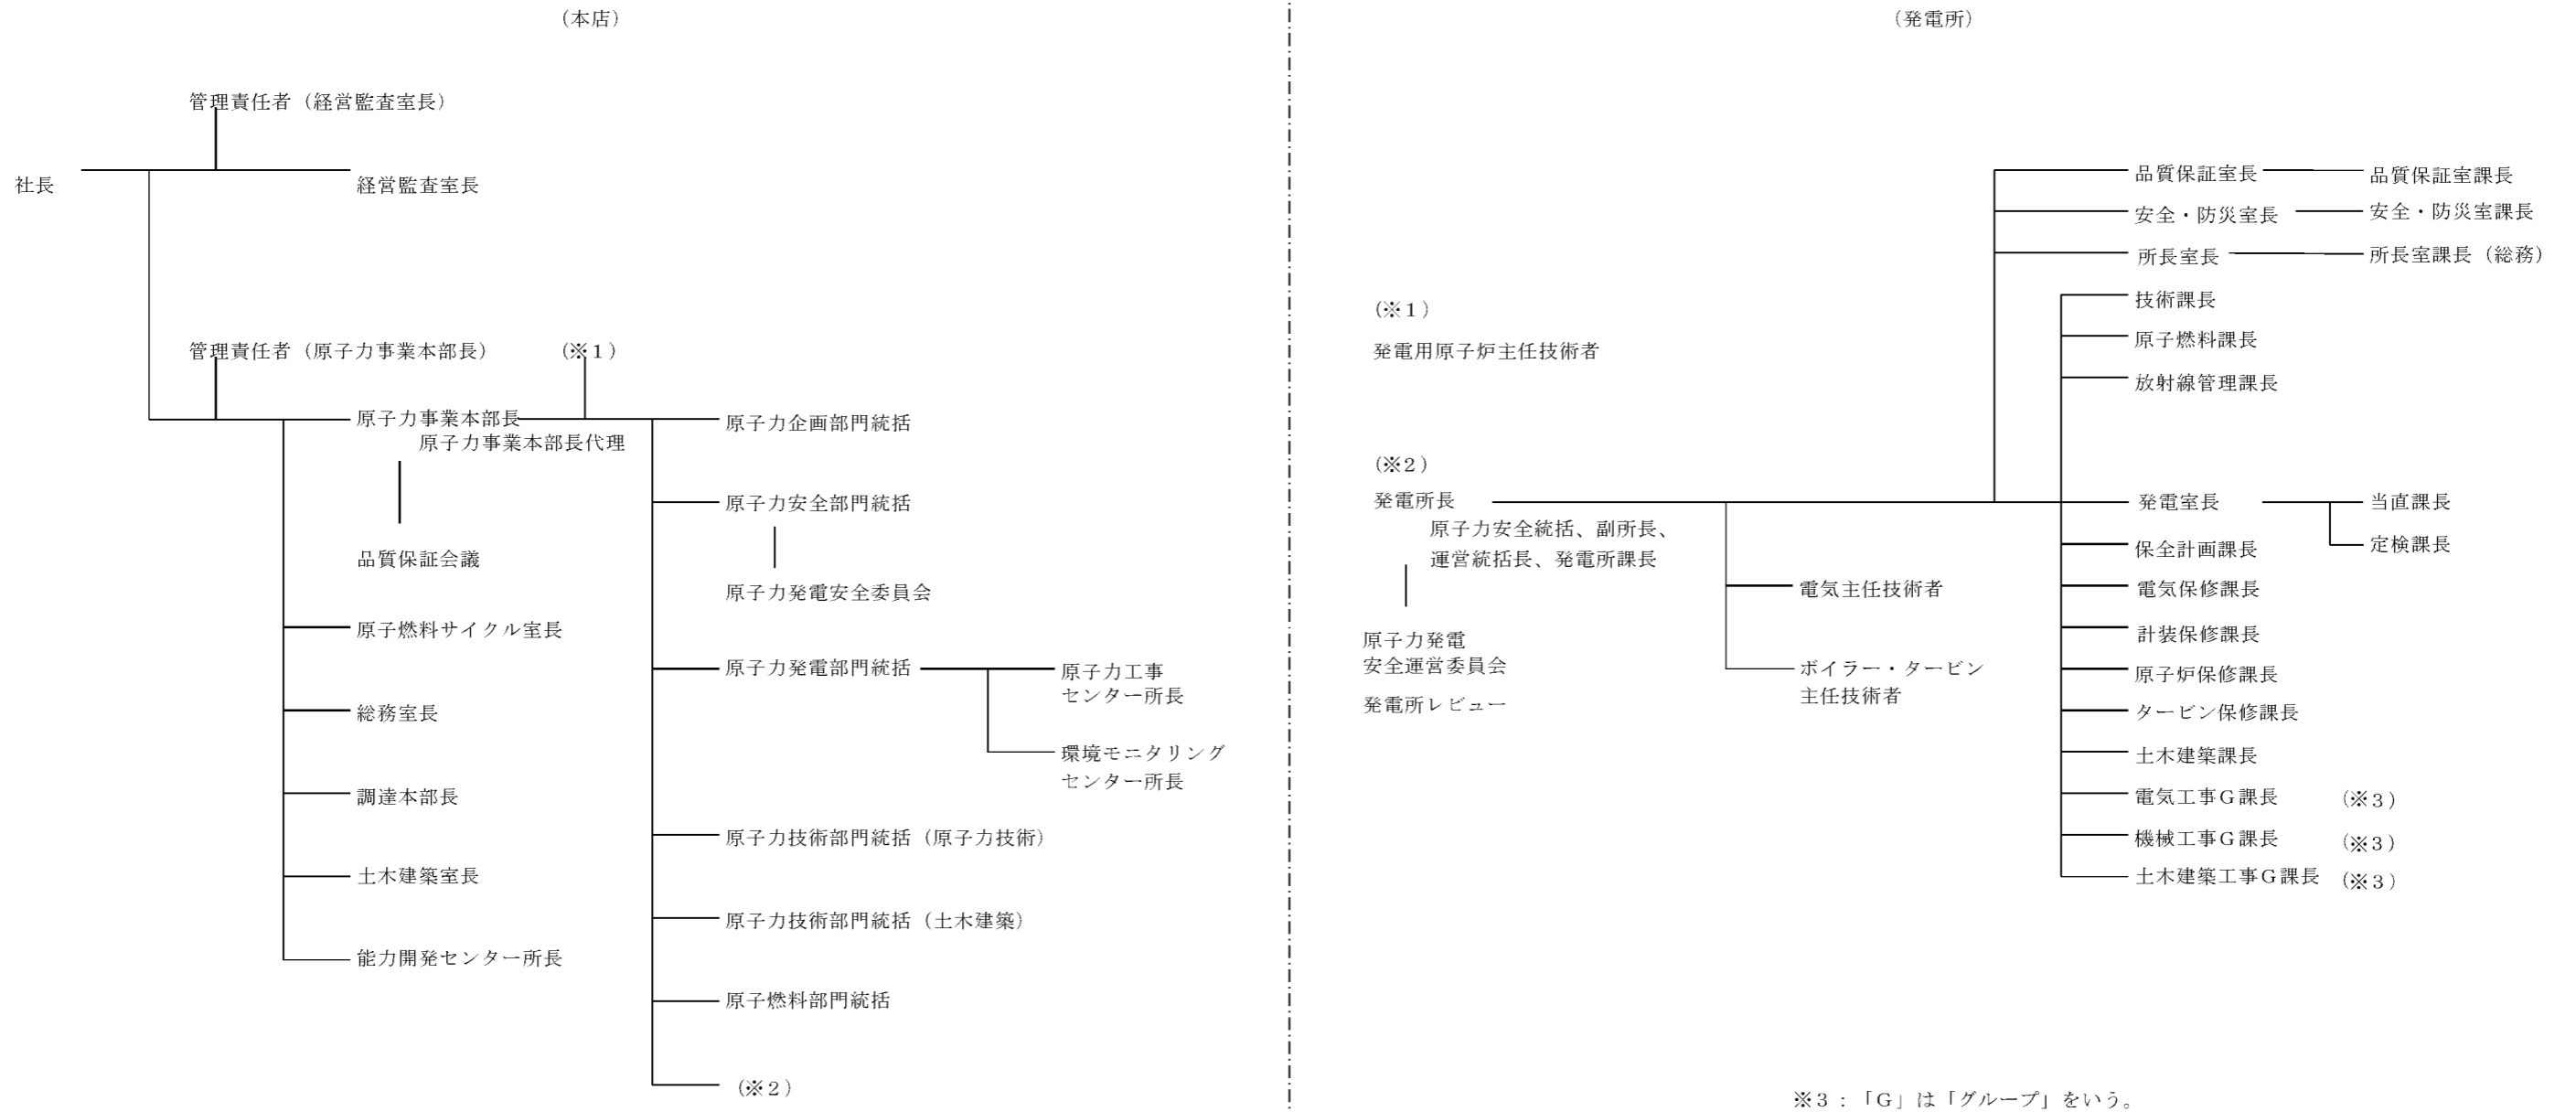 （本店）
管理責任者（経営監査室長）
社長
経営監査室長
管理責任者（原子力事業本部長）
（※１）
原子力事業本部長
原子力事業本部長代理
品質保証会議
原子燃料サイクル室長
総務室長
調達本部長
土木建築室長
能力開発センター所長
原子力企画部門統括
原子力安全部門統括
原子力発電安全委員会
原子力発電部門統括
原子力工事
センター所長
環境モニタリング
センター所長
原子力技術部門統括（原子力技術）
原子力技術部門統括（土木建築）
原子燃料部門統括
（※２）
（発電所）
（※１）
発電用原子炉主任技術者
（※２）
発電所長
原子力安全統括、副所長、
運営統括長、発電所課長
原子力発電
安全運営委員会
発電所レビュー
電気主任技術者
ボイラー・タービン
主任技術者
品質保証室長
品質保証室課長
安全・防災室長
安全・防災室課長
所長室長
所長室課長（総務）
技術課長
原子燃料課長
放射線管理課長
発電室長
当直課長
定検課長
保全計画課長
電気保修課長
計装保修課長
原子炉保修課長
タービン保修課長
土木建築課長
電気工事Ｇ課長 （※３）
機械工事Ｇ課長 （※３）
土木建築工事Ｇ課長 （※３）
※３：「Ｇ」は「グループ」をいう。